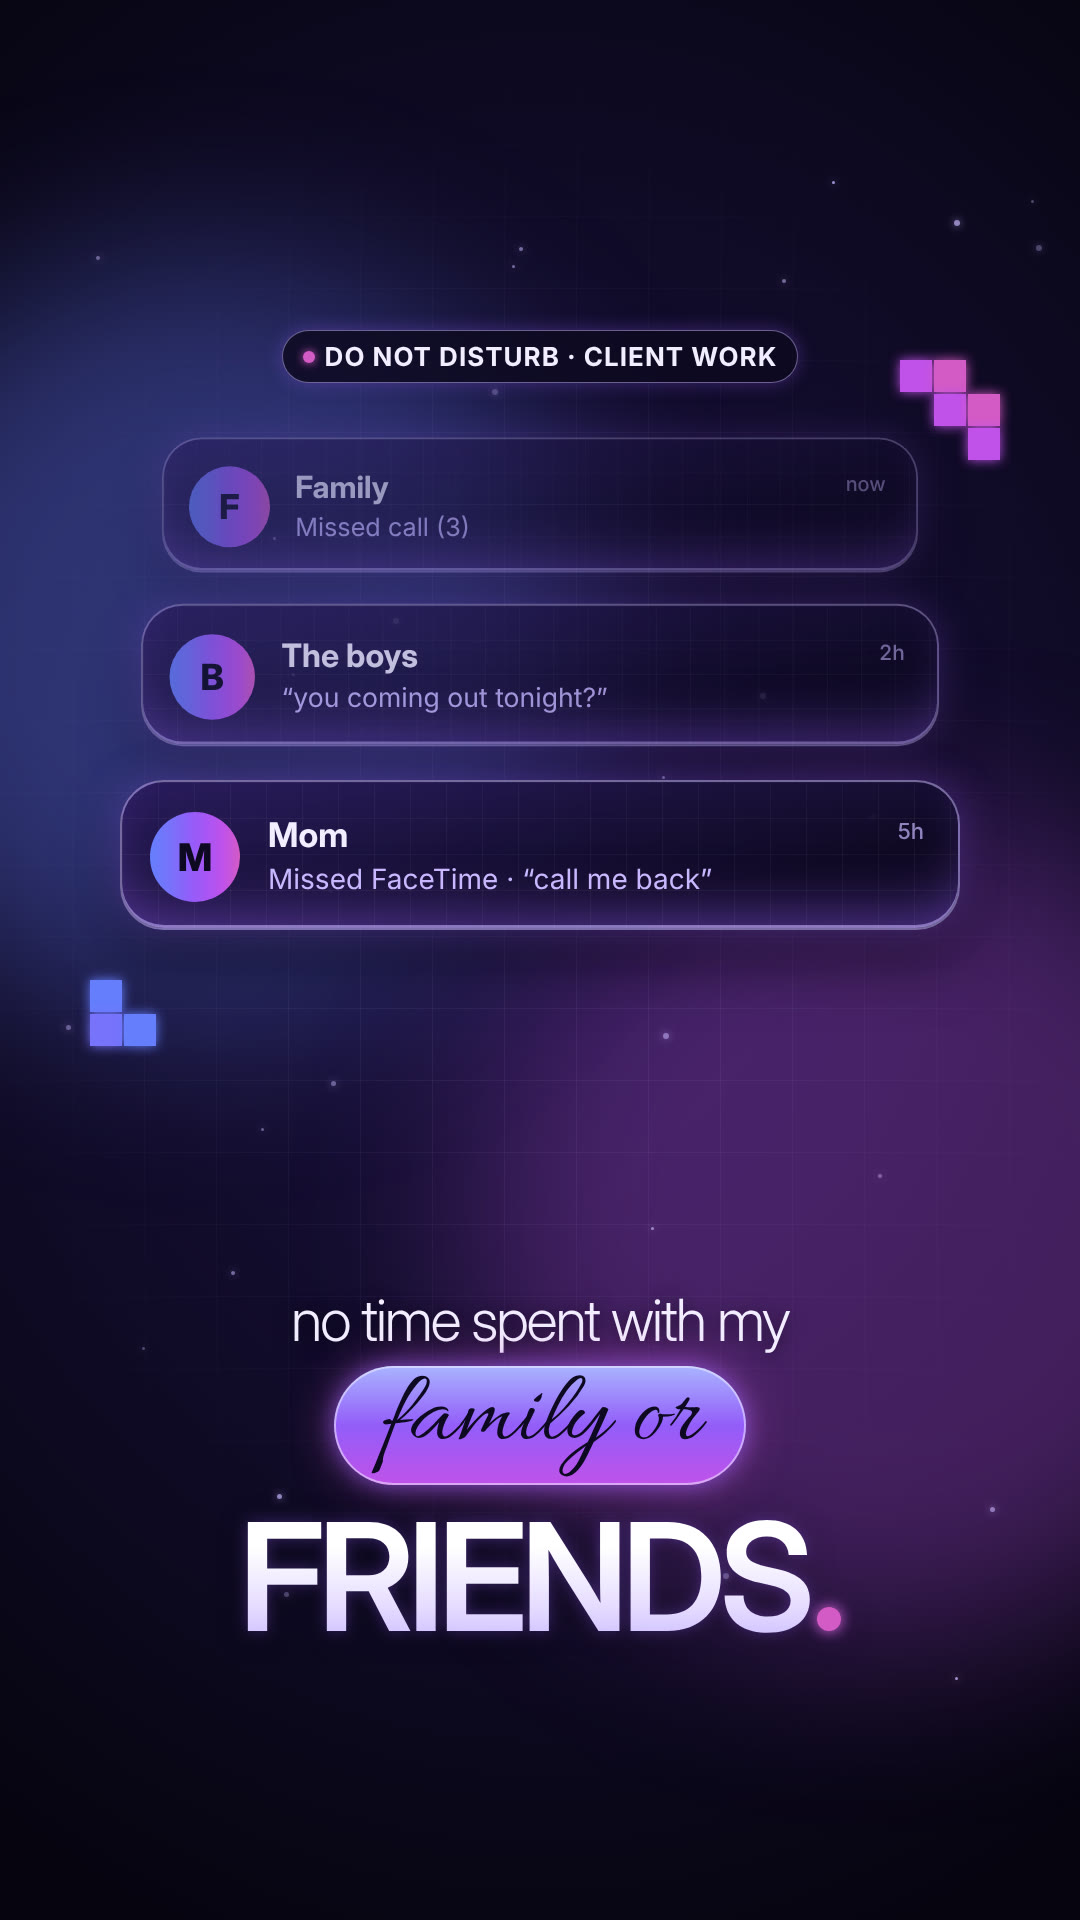 DO NOT DISTURB · CLIENT WORK
F
Family
now
Missed call (3)
B
The boys
2h
“you coming out tonight?”
M
Mom
5h
Missed FaceTime · “call me back”
no time spent with my
family or
FRIENDS.